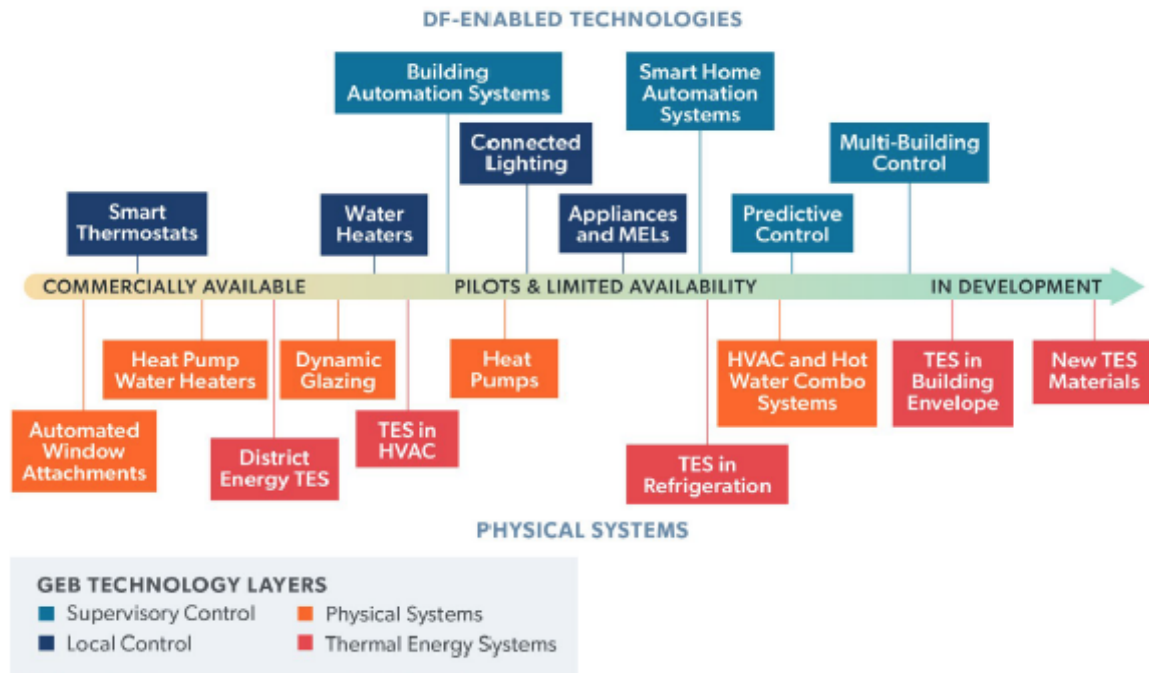 DF-ENABLED TECHNOLOGIES
Building
Automation Systems
Smart Home
Automation
Systems
Connected
Lighting
Multi-Building
Control
Smart
Thermostats
Water
Heaters
Appliances
and MELs
Predictive
Control
COMMERCIALLY AVAILABLE
PILOTS & LIMITED AVAILABILITY
IN DEVELOPMENT
Heat Pump
Water Heaters
Dynamic
Glazing
Heat
Pumps
HVAC and Hot
Water Combo
Systems
TES in
Building
Envelope
New TES
Materials
Automated
Window
Attachments
District
Energy TES
TES in
HVAC
TES in
Refrigeration
PHYSICAL SYSTEMS
GEB TECHNOLOGY LAYERS
Supervisory Control
Physical Systems
Local Control
Thermal Energy Systems